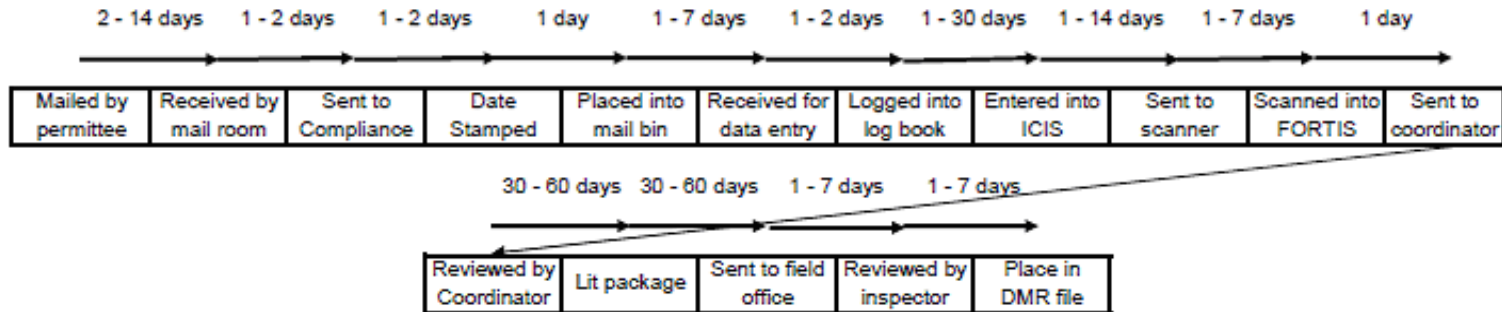 2 - 14 days 1 - 2 days 1 - 2 days 1 day 1 - 7 days 1 - 2 days 1 - 30 days 1 - 14 days 1 - 7 days 1 day
Mailed by permittee
Received by mail room
Sent to Compliance
Date Stamped
Placed into mail bin
Received for data entry
Logged into log book
Entered into ICIS
Sent to scanner
Scanned into FORTIS
Sent to coordinator
30 - 60 days 30 - 60 days 1 - 7 days 1 - 7 days
Reviewed by Coordinator
Lit package
Sent to field office
Reviewed by inspector
Place in DMR file